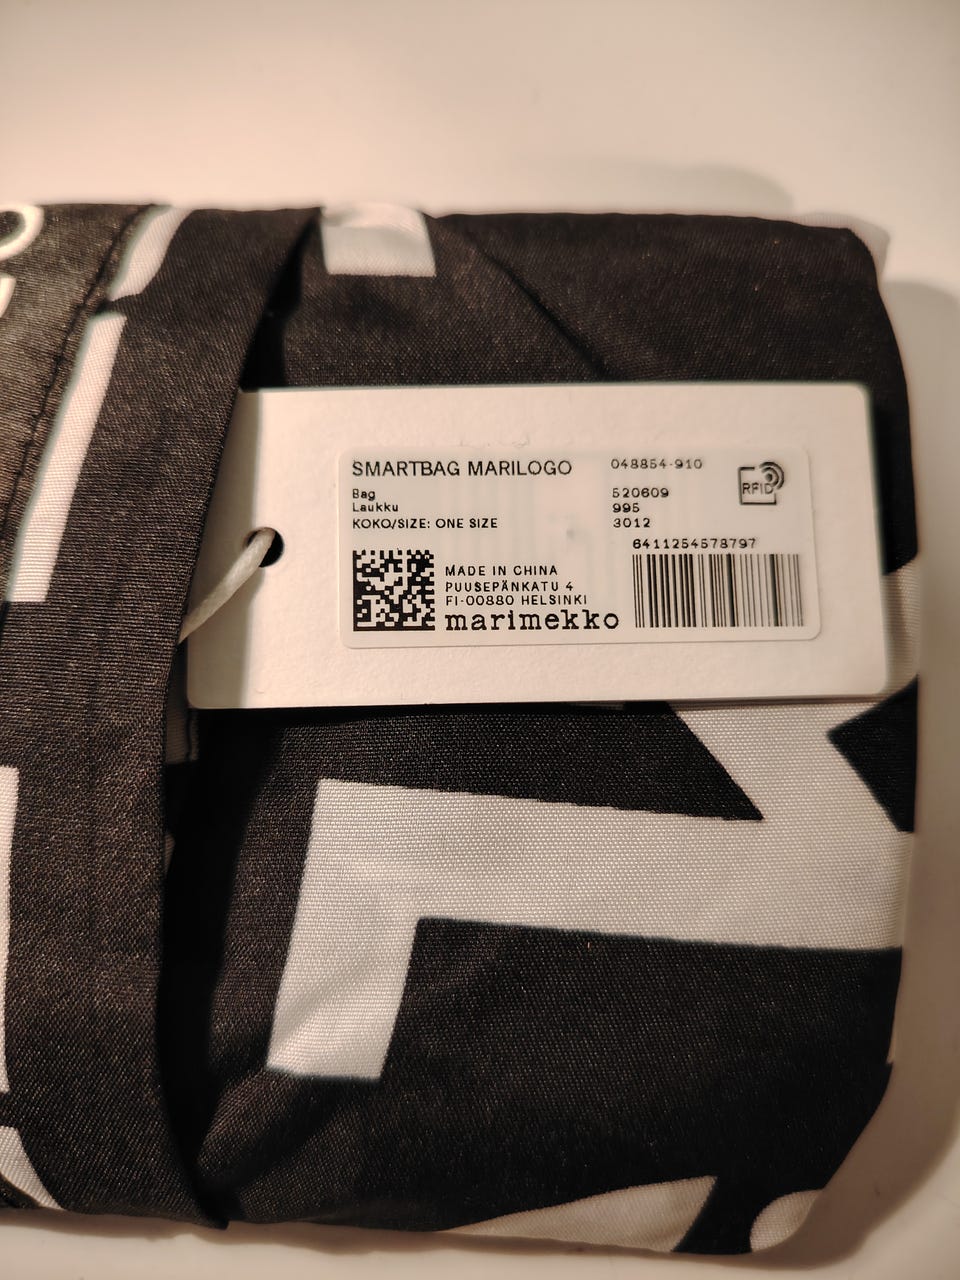 SMARTBAG MARILOGO 048854-910
Bag 520609
Laukku 995
KOKO/SIZE: ONE SIZE 3012
RFID
6411254578797
MADE IN CHINA
PUUSEPÄNKATU 4
FI-00880 HELSINKI
marimekko